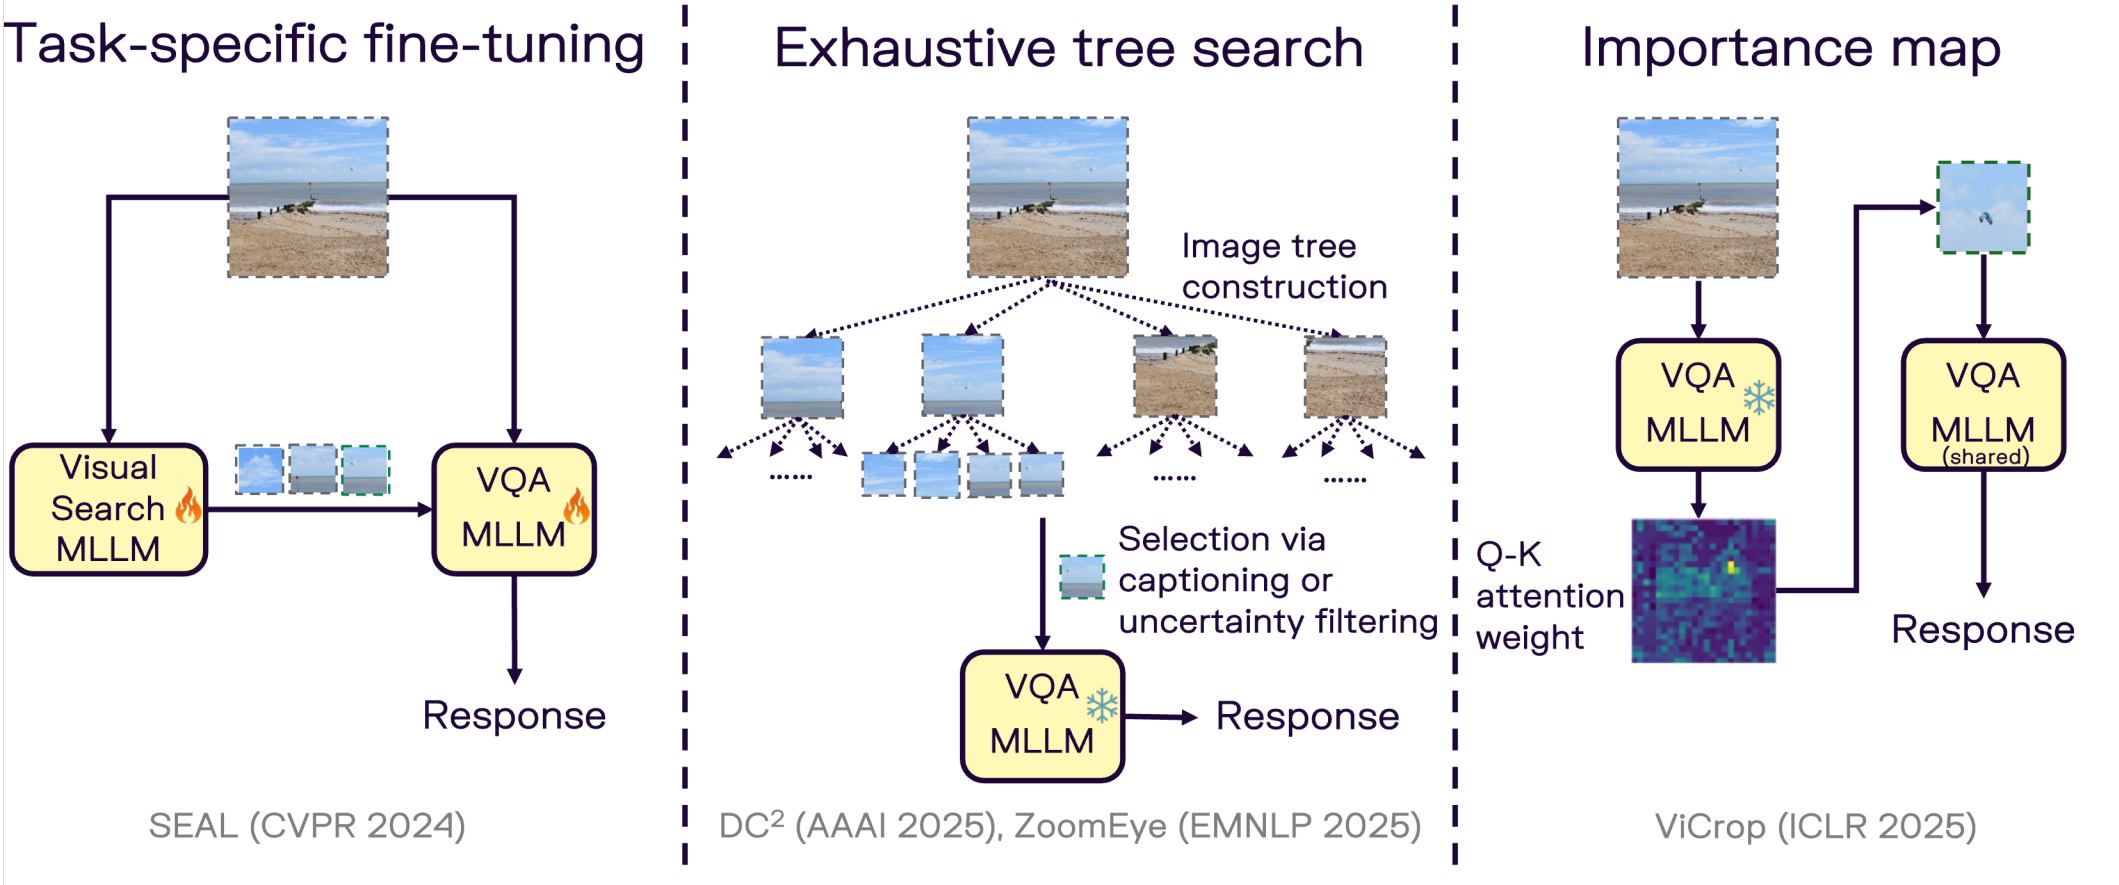 Task-specific fine-tuning
Visual
Search
MLLM
VQA
MLLM
Response
SEAL (CVPR 2024)
Exhaustive tree search
Image tree
construction
......
......
......
Selection via
captioning or
uncertainty filtering
VQA
MLLM
Response
DC² (AAAI 2025), ZoomEye (EMNLP 2025)
Importance map
VQA
MLLM
Q-K
attention
weight
VQA
MLLM
(shared)
Response
ViCrop (ICLR 2025)